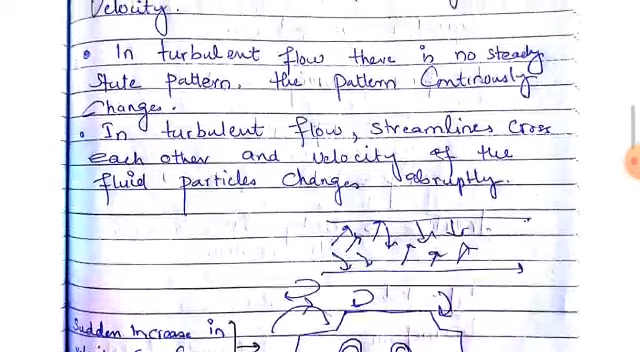 Velocity.
• In turbulent flow there is no steady
state pattern. the pattern Continously
Changes.
• In turbulent flow, streamlines cross
each other and velocity of the
fluid particles Changes abruptly.
Sudden Increase in